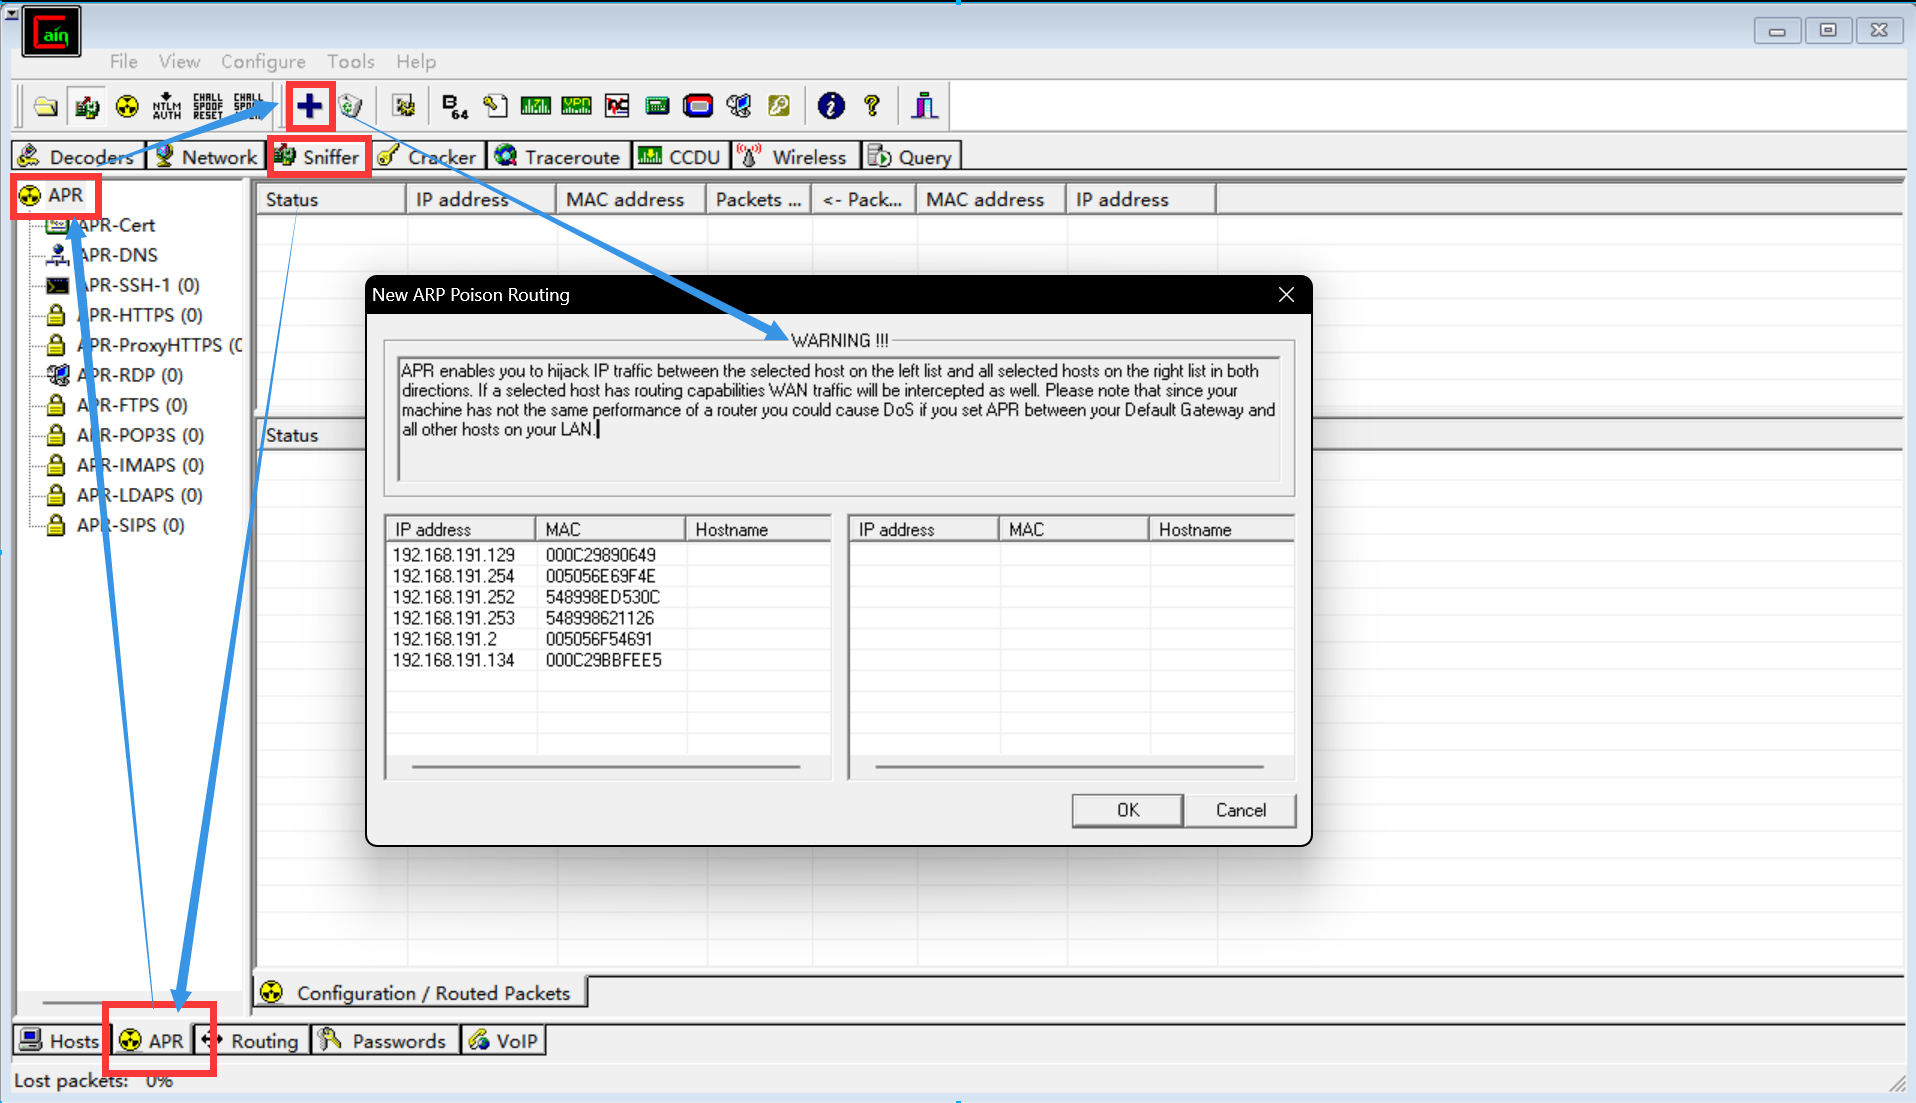 Cain
File View Configure Tools Help
NTLM AUTH CHALL SPOOF RESET CHALL
B64
Decoders Network Sniffer Cracker Traceroute CCDU Wireless Query
APR
APR-Cert
APR-DNS
APR-SSH-1 (0)
APR-HTTPS (0)
APR-ProxyHTTPS (0
APR-RDP (0)
APR-FTPS (0)
APR-POP3S (0)
APR-IMAPS (0)
APR-LDAPS (0)
APR-SIPS (0)
Status IP address MAC address Packets ... <- Pack... MAC address IP address
Status
New ARP Poison Routing
WARNING !!!
APR enables you to hijack IP traffic between the selected host on the left list and all selected hosts on the right list in both
directions. If a selected host has routing capabilities WAN traffic will be intercepted as well. Please note that since your
machine has not the same performance of a router you could cause DoS if you set APR between your Default Gateway and
all other hosts on your LAN.
IP address MAC Hostname
192.168.191.129 000C29890649
192.168.191.254 005056E69F4E
192.168.191.252 548998ED530C
192.168.191.253 548998621126
192.168.191.2 005056F54691
192.168.191.134 000C29BBFEE5
IP address MAC Hostname
OK Cancel
Configuration / Routed Packets
Hosts APR Routing Passwords VoIP
Lost packets: 0%